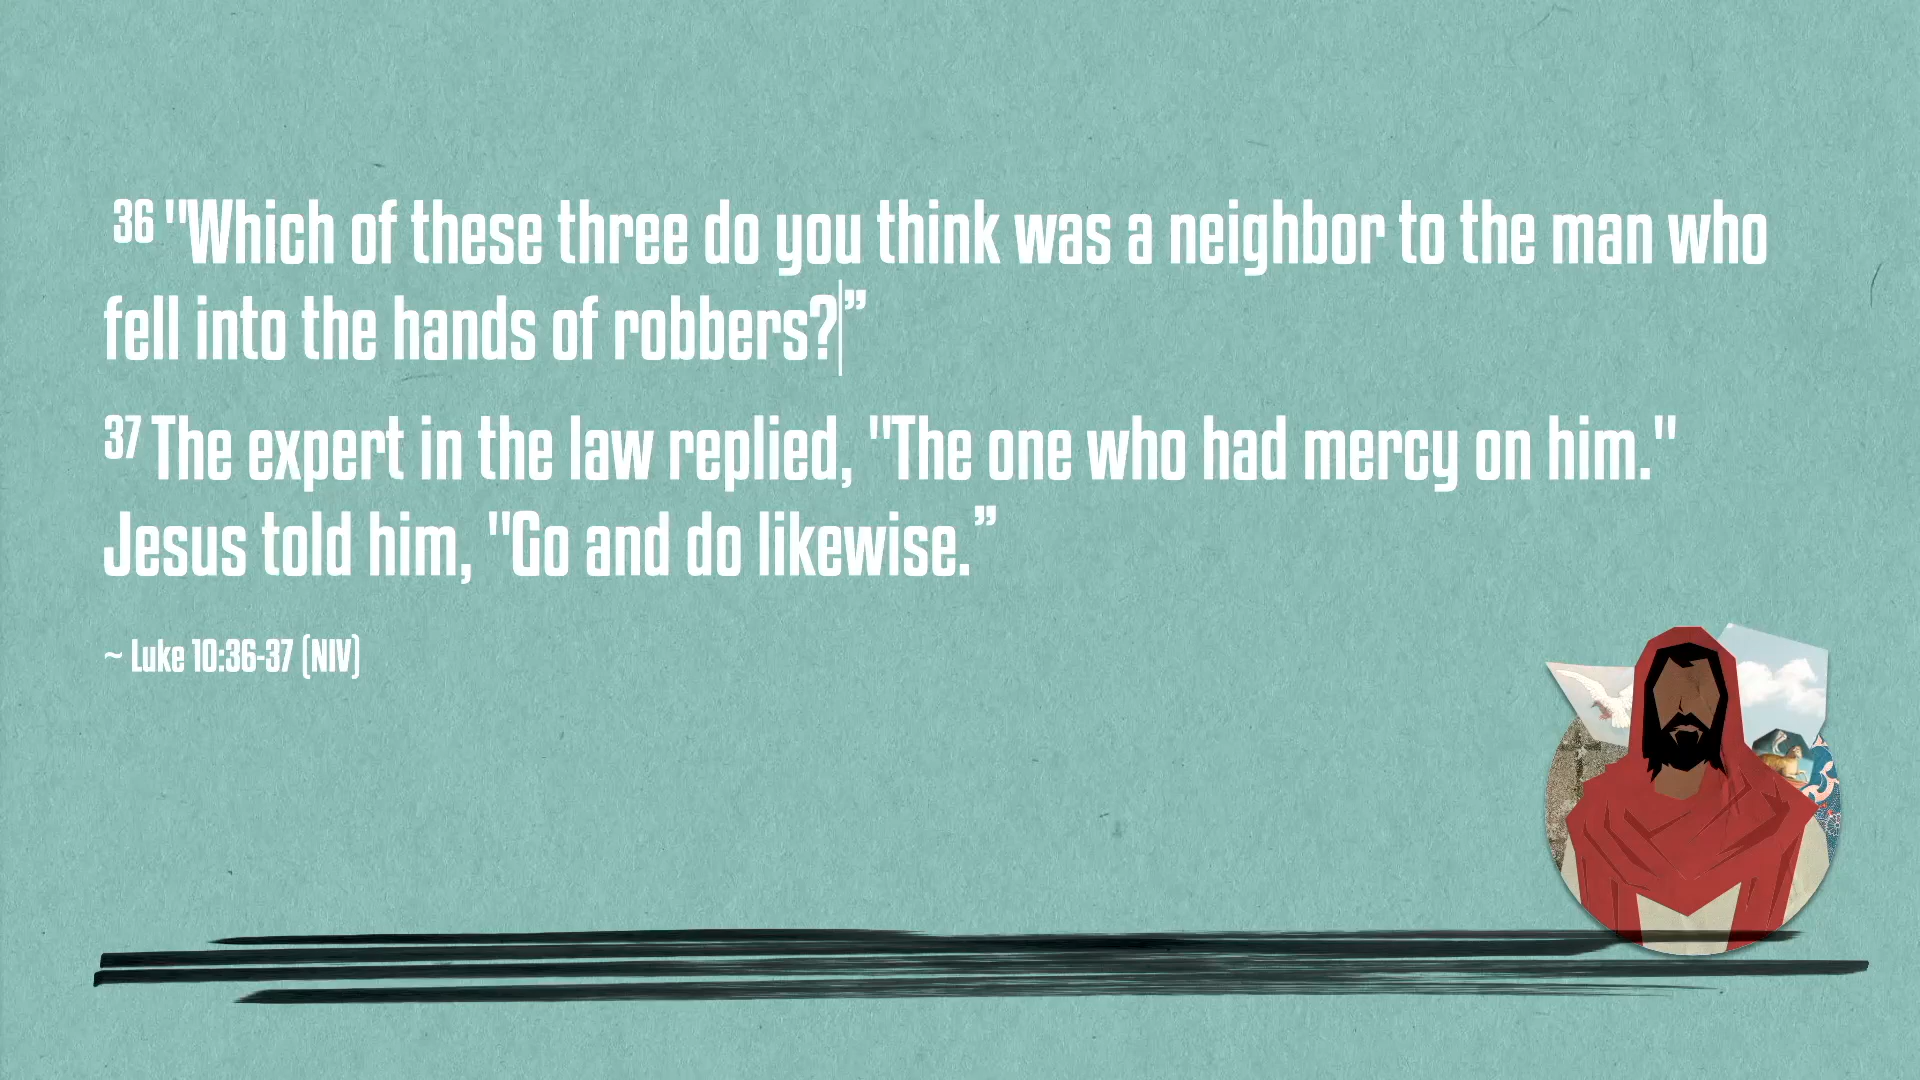 36 "Which of these three do you think was a neighbor to the man who
fell into the hands of robbers?”
37 The expert in the law replied, "The one who had mercy on him."
Jesus told him, "Go and do likewise.”
~ Luke 10:36-37 (NIV)